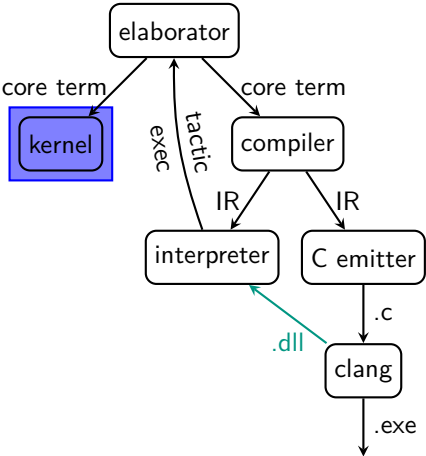 elaborator
core term
core term
kernel
tactic
exec
compiler
IR
IR
interpreter
C emitter
.c
.dll
clang
.exe